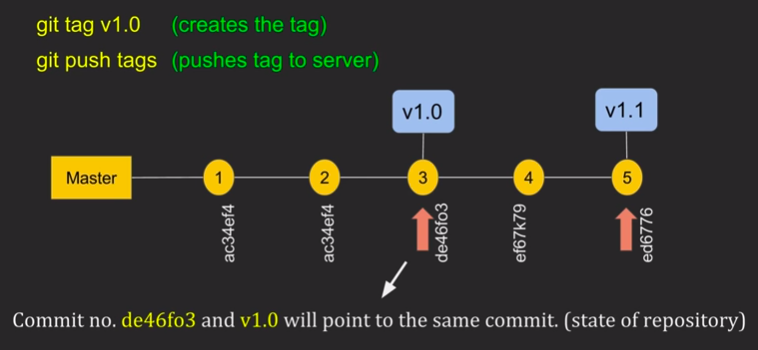 git tag v1.0 (creates the tag)
git push tags (pushes tag to server)
v1.0
v1.1
Master
1
2
3
4
5
ac34ef4
ac34ef4
de46fo3
ef67k79
ed6776
Commit no. de46fo3 and v1.0 will point to the same commit. (state of repository)